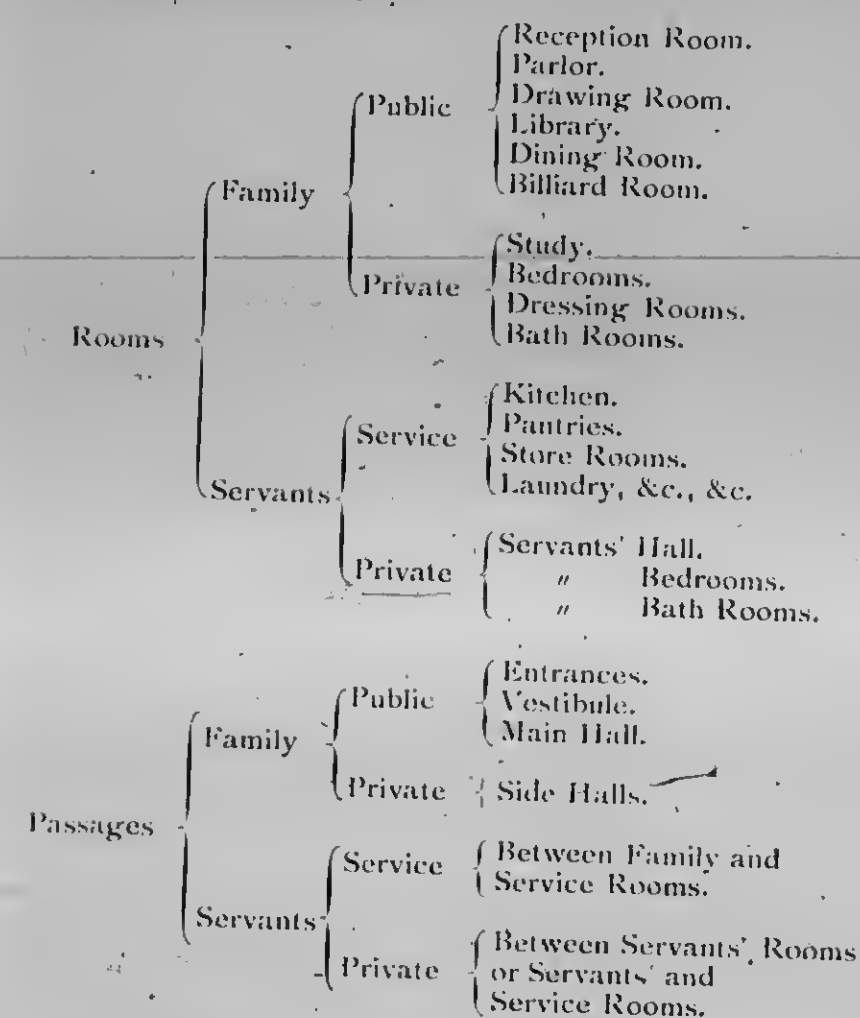 Rooms
Family
Public
Reception Room.
Parlor.
Drawing Room.
Library.
Dining Room.
Billiard Room.
Private
Study.
Bedrooms.
Dressing Rooms.
Bath Rooms.
Servants
Service
Kitchen.
Pantries.
Store Rooms.
Laundry, &c., &c.
Private
Servants' Hall.
" Bedrooms.
" Bath Rooms.
Passages
Family
Public
Entrances.
Vestibule.
Main Hall.
Private
Side Halls.
Servants
Service
Between Family and
Service Rooms.
Private
Between Servants' Rooms
or Servants' and
Service Rooms.